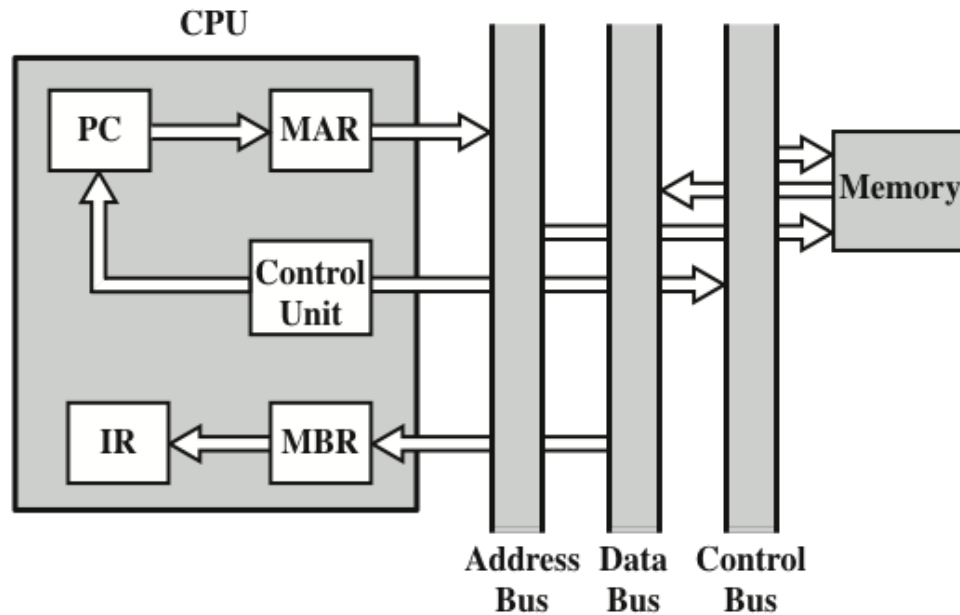 CPU
PC
MAR
Memory
Control
Unit
IR
MBR
Address
Bus
Data
Bus
Control
Bus